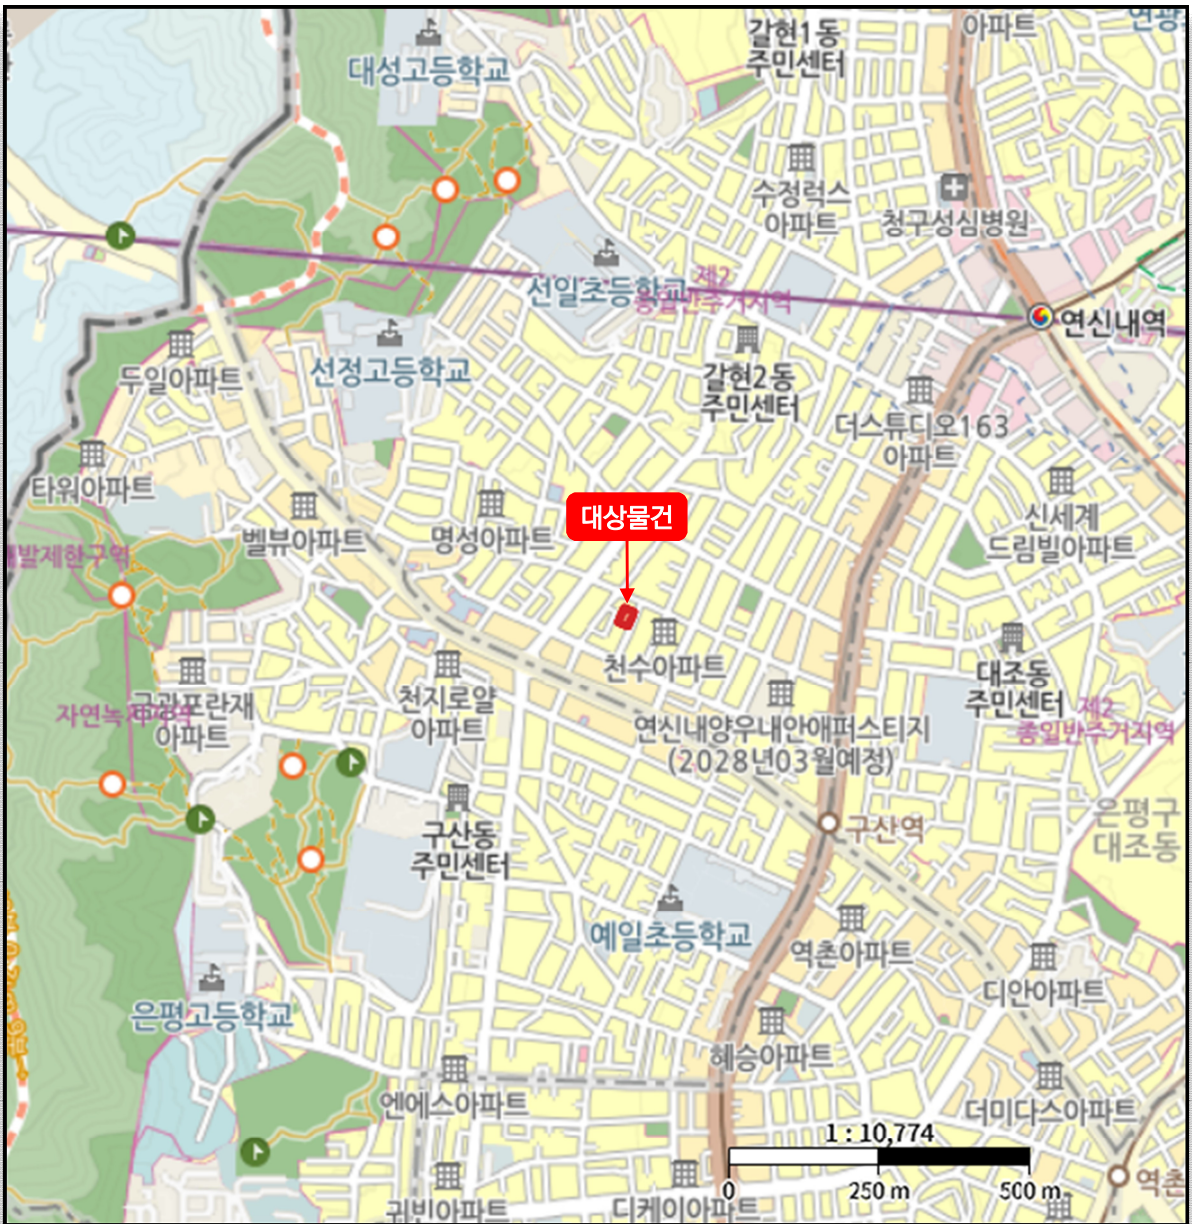 갈현1동
주민센터
아파트
대성고등학교
수정럭스
아파트
청구성심병원
선일초등학교
제2
종일반주거지역
연신내역
두일아파트
선정고등학교
갈현2동
주민센터
더스튜디오163
아파트
타워아파트
벨뷰아파트
명성아파트
대상물건
신세계
드림빌아파트
개발제한구역
천수아파트
대조동
주민센터
금광포란재
아파트
자연녹지지역
천지로얄
아파트
연신내양우내안애퍼스티지
(2028년03월예정)
제2
종일반주거지역
구산동
주민센터
구산역
은평구
대조동
예일초등학교
역촌아파트
디안아파트
은평고등학교
혜승아파트
엔에스아파트
더미다스아파트
1 : 10,774
0 250 m 500 m
귀빈아파트
디케이아파트
역촌